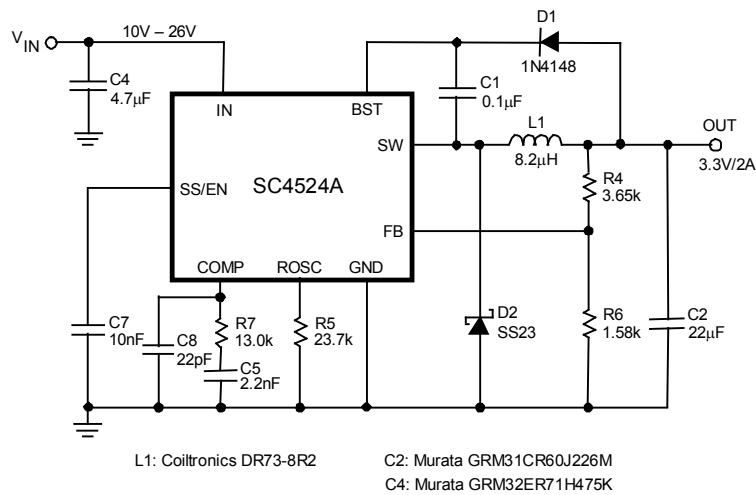 D1
V IN
10V – 26V
1N4148
C4
4.7µF
C1
0.1µF
IN
BST
L1
OUT
SW
8.2µH
3.3V/2A
SS/EN
SC4524A
R4
3.65k
FB
COMP
ROSC
GND
C7
10nF
C8
22pF
R7
13.0k
R5
23.7k
D2
SS23
R6
1.58k
C2
22µF
C5
2.2nF
L1: Coiltronics DR73-8R2
C2: Murata GRM31CR60J226M
C4: Murata GRM32ER71H475K